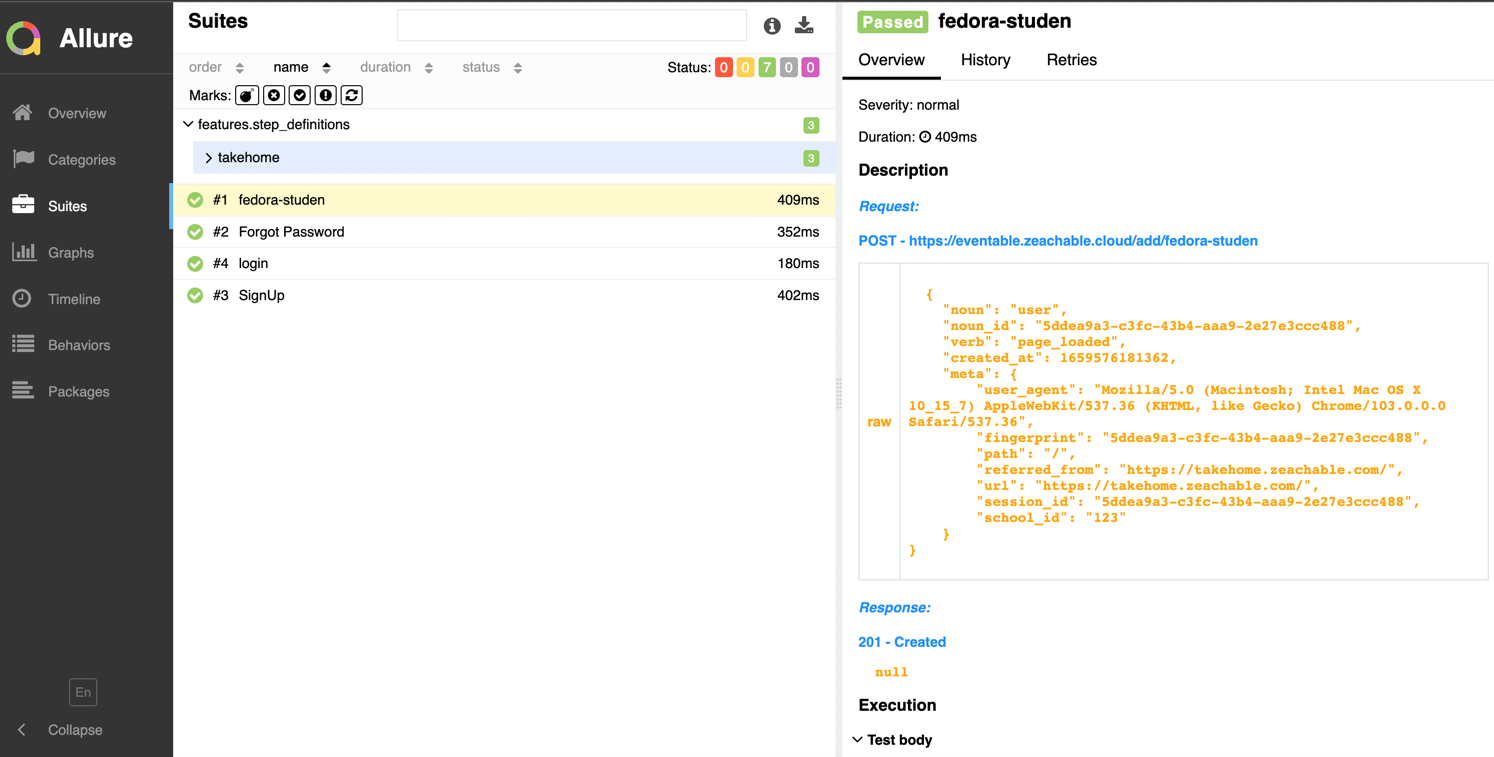 Allure
Overview
Categories
Suites
Graphs
Timeline
Behaviors
Packages
En
Collapse
Suites
order name duration status Status: 0 0 7 0 0
Marks:
features.step_definitions 3
takehome 3
#1 fedora-studen 409ms
#2 Forgot Password 352ms
#4 login 180ms
#3 SignUp 402ms
Passed fedora-studen
Overview History Retries
Severity: normal
Duration: 409ms
Description
Request:
POST - https://eventable.zeachable.cloud/add/fedora-studen
raw
{
"noun": "user",
"noun_id": "5ddea9a3-c3fc-43b4-aaa9-2e27e3ccc488",
"verb": "page_loaded",
"created_at": 1659576181362,
"meta": {
"user_agent": "Mozilla/5.0 (Macintosh; Intel Mac OS X
10_15_7) AppleWebKit/537.36 (KHTML, like Gecko) Chrome/103.0.0.0
Safari/537.36",
"fingerprint": "5ddea9a3-c3fc-43b4-aaa9-2e27e3ccc488",
"path": "/",
"referred_from": "https://takehome.zeachable.com/",
"url": "https://takehome.zeachable.com/",
"session_id": "5ddea9a3-c3fc-43b4-aaa9-2e27e3ccc488",
"school_id": "123"
}
}
Response:
201 - Created
null
Execution
Test body